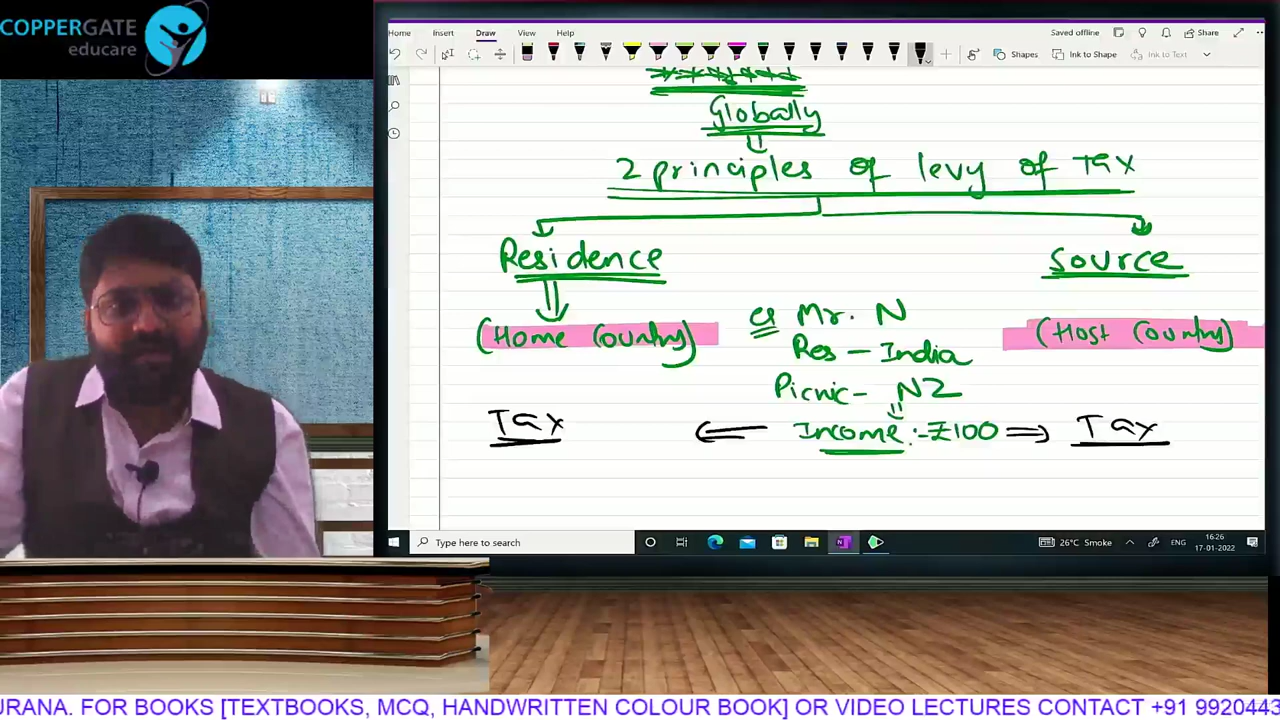 COPPERGATE
educare
Home Insert Draw View Help
Saved offline
Share
Shapes
Ink to Shape
Ink to Text
Globally
2 principles of levy of Tax
Residence
Source
(Home Country)
eg Mr. N
(Host Country)
Res - India
Picnic - NZ
Tax
Income :- ₹100
Tax
Type here to search
26°C Smoke
ENG
16:26
17-01-2022
URANA. FOR BOOKS [TEXTBOOKS, MCQ, HANDWRITTEN COLOUR BOOK] OR VIDEO LECTURES CONTACT +91 9920443